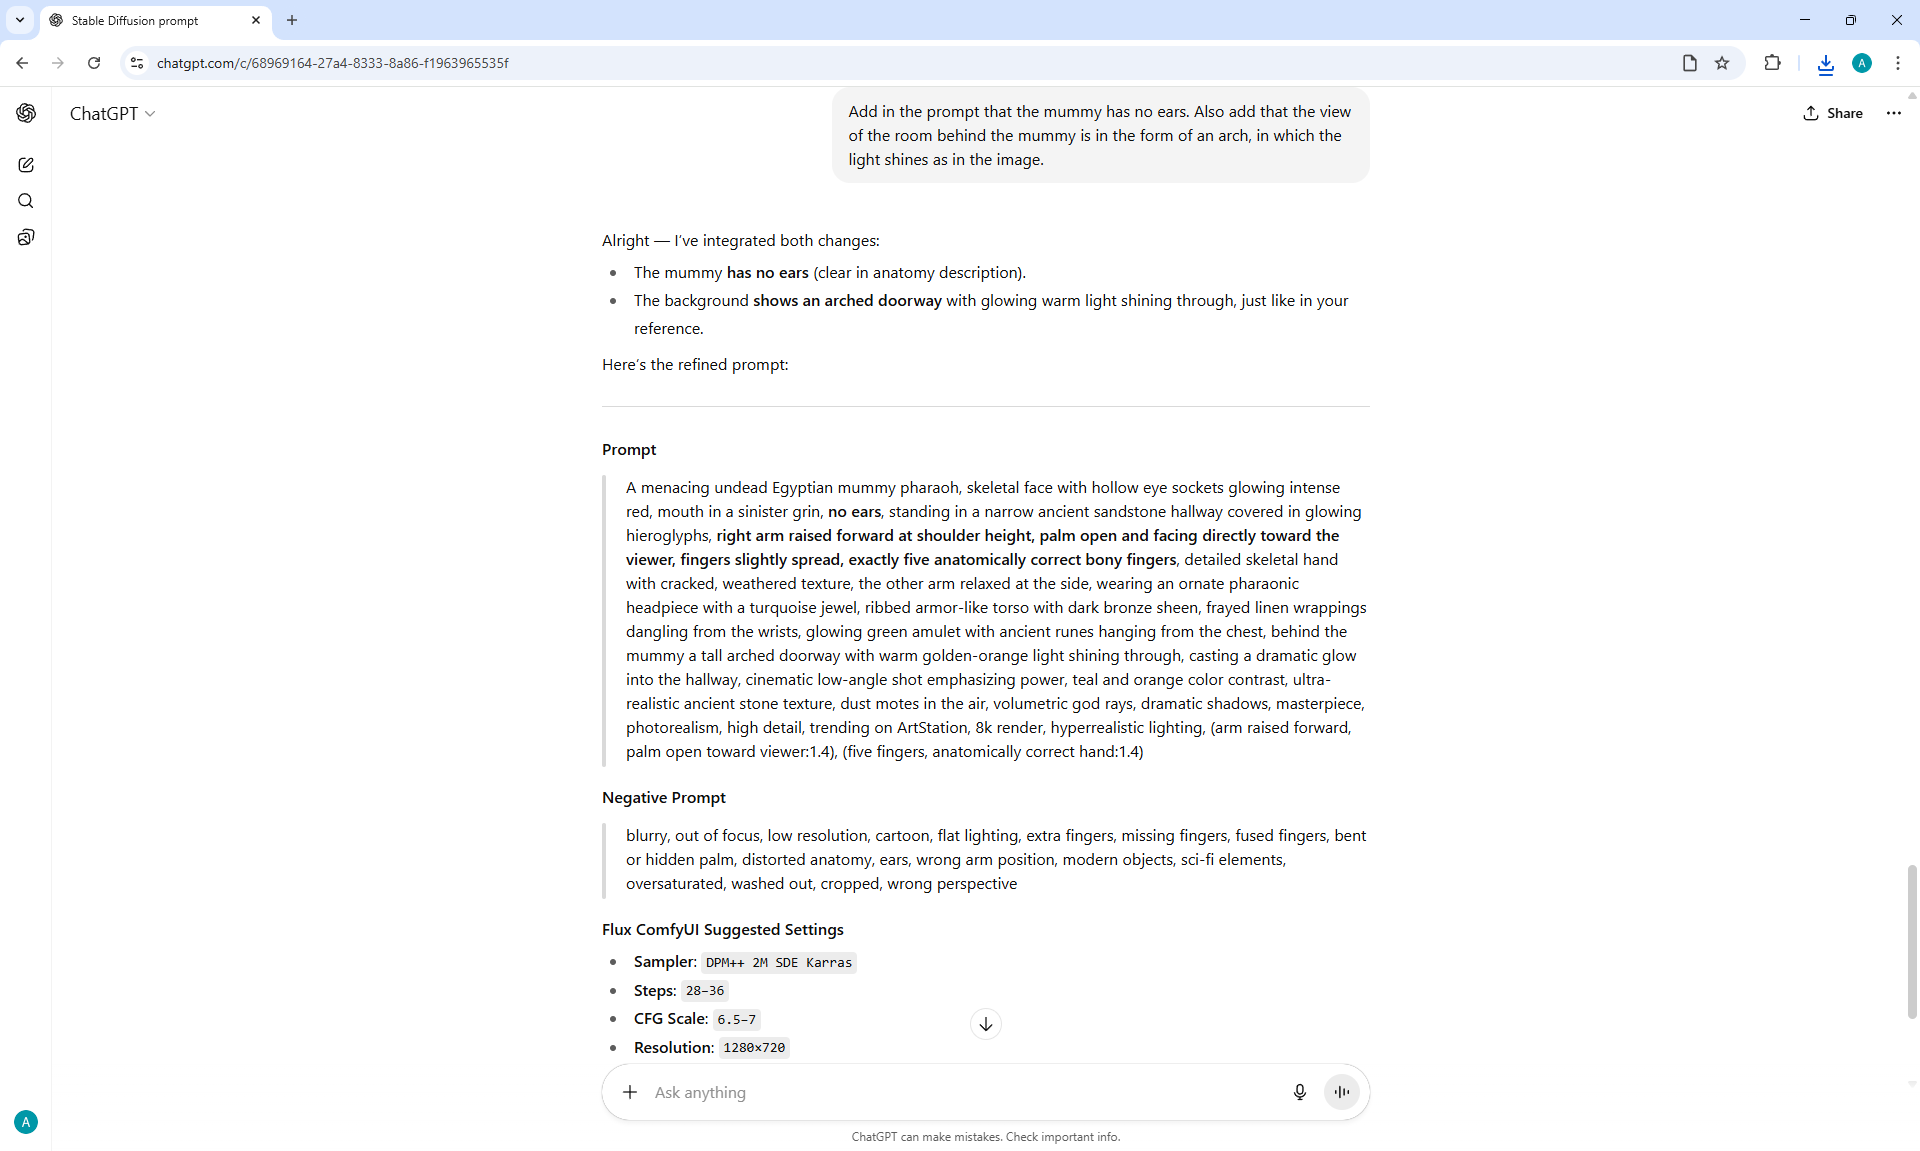 Stable Diffusion prompt
chatgpt.com/c/68969164-27a4-8333-8a86-f1963965535f
A
ChatGPT
Share
Add in the prompt that the mummy has no ears. Also add that the view
of the room behind the mummy is in the form of an arch, in which the
light shines as in the image.
Alright — I've integrated both changes:
The mummy has no ears (clear in anatomy description).
The background shows an arched doorway with glowing warm light shining through, just like in your
reference.
Here's the refined prompt:
Prompt
A menacing undead Egyptian mummy pharaoh, skeletal face with hollow eye sockets glowing intense
red, mouth in a sinister grin, no ears, standing in a narrow ancient sandstone hallway covered in glowing
hieroglyphs, right arm raised forward at shoulder height, palm open and facing directly toward the
viewer, fingers slightly spread, exactly five anatomically correct bony fingers, detailed skeletal hand
with cracked, weathered texture, the other arm relaxed at the side, wearing an ornate pharaonic
headpiece with a turquoise jewel, ribbed armor-like torso with dark bronze sheen, frayed linen wrappings
dangling from the wrists, glowing green amulet with ancient runes hanging from the chest, behind the
mummy a tall arched doorway with warm golden-orange light shining through, casting a dramatic glow
into the hallway, cinematic low-angle shot emphasizing power, teal and orange color contrast, ultra-
realistic ancient stone texture, dust motes in the air, volumetric god rays, dramatic shadows, masterpiece,
photorealism, high detail, trending on ArtStation, 8k render, hyperrealistic lighting, (arm raised forward,
palm open toward viewer:1.4), (five fingers, anatomically correct hand:1.4)
Negative Prompt
blurry, out of focus, low resolution, cartoon, flat lighting, extra fingers, missing fingers, fused fingers, bent
or hidden palm, distorted anatomy, ears, wrong arm position, modern objects, sci-fi elements,
oversaturated, washed out, cropped, wrong perspective
Flux ComfyUI Suggested Settings
Sampler: DPM++ 2M SDE Karras
Steps: 28–36
CFG Scale: 6.5–7
Resolution: 1280×720
Ask anything
A
ChatGPT can make mistakes. Check important info.